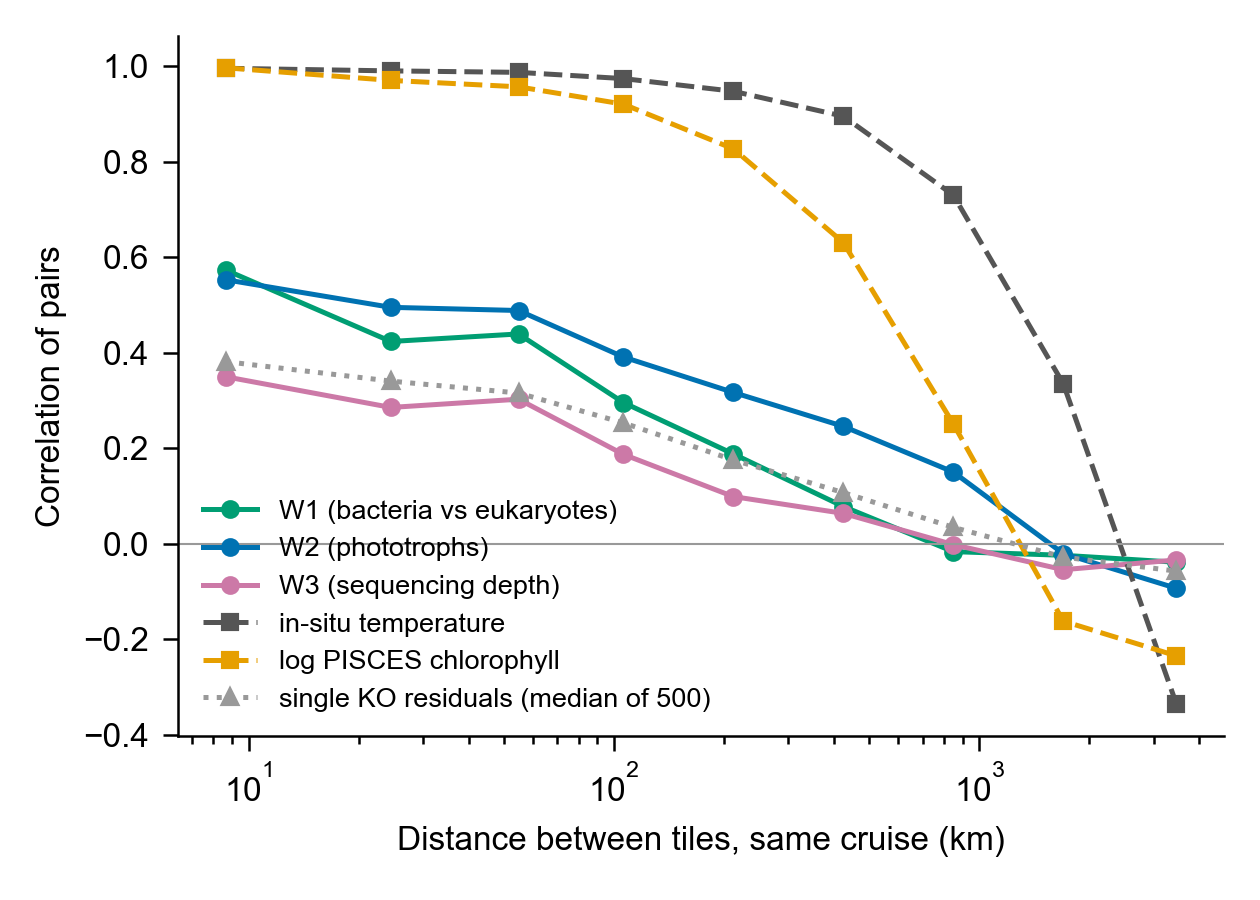 1.0
0.8
0.6
0.4
0.2
0.0
−0.2
−0.4
Correlation of pairs
W1 (bacteria vs eukaryotes)
W2 (phototrophs)
W3 (sequencing depth)
in-situ temperature
log PISCES chlorophyll
single KO residuals (median of 500)
10¹ 10² 10³
Distance between tiles, same cruise (km)